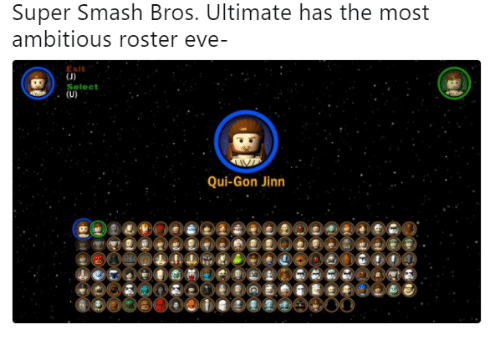 Super Smash Bros. Ultimate has the most
ambitious roster eve-
Exit
(J)
Select
(U)
Qui-Gon Jinn